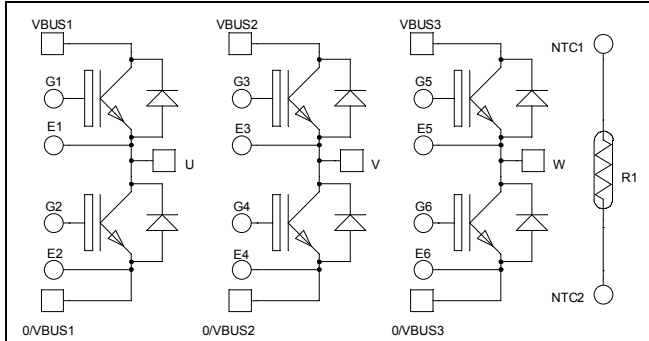 VBUS1 VBUS2 VBUS3
NTC1
G1 G3 G5
E1 E3 E5
U V W
R1
G2 G4 G6
E2 E4 E6
NTC2
0/VBUS1 0/VBUS2 0/VBUS3